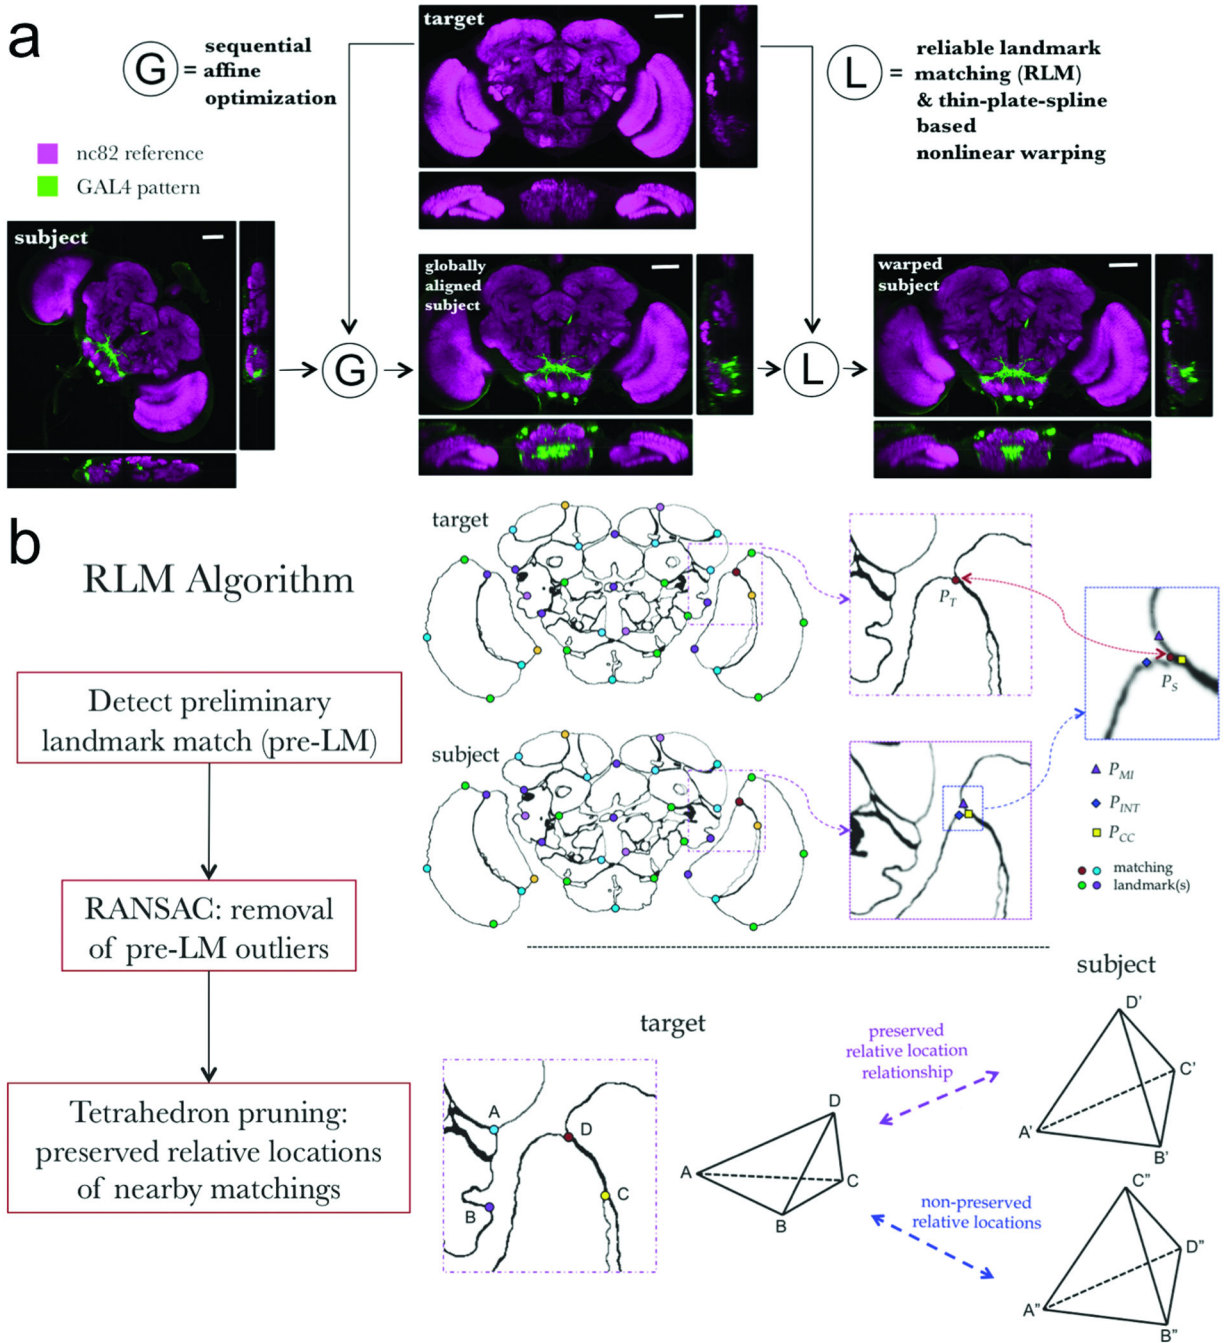 a
target
G
=
sequential
affine
optimization
L
=
reliable landmark
matching (RLM)
& thin-plate-spline
based
nonlinear warping
nc82 reference
GAL4 pattern
subject
globally
aligned
subject
warped
subject
G
L
b
RLM Algorithm
Detect preliminary
landmark match (pre-LM)
RANSAC: removal
of pre-LM outliers
Tetrahedron pruning:
preserved relative locations
of nearby matchings
target
subject
P_T
P_S
P_MI
P_INT
P_CC
matching
landmark(s)
target
subject
A
D
B
C
D
A
C
B
preserved
relative location
relationship
non-preserved
relative locations
D'
C'
A'
B'
C"
D"
A"
B"